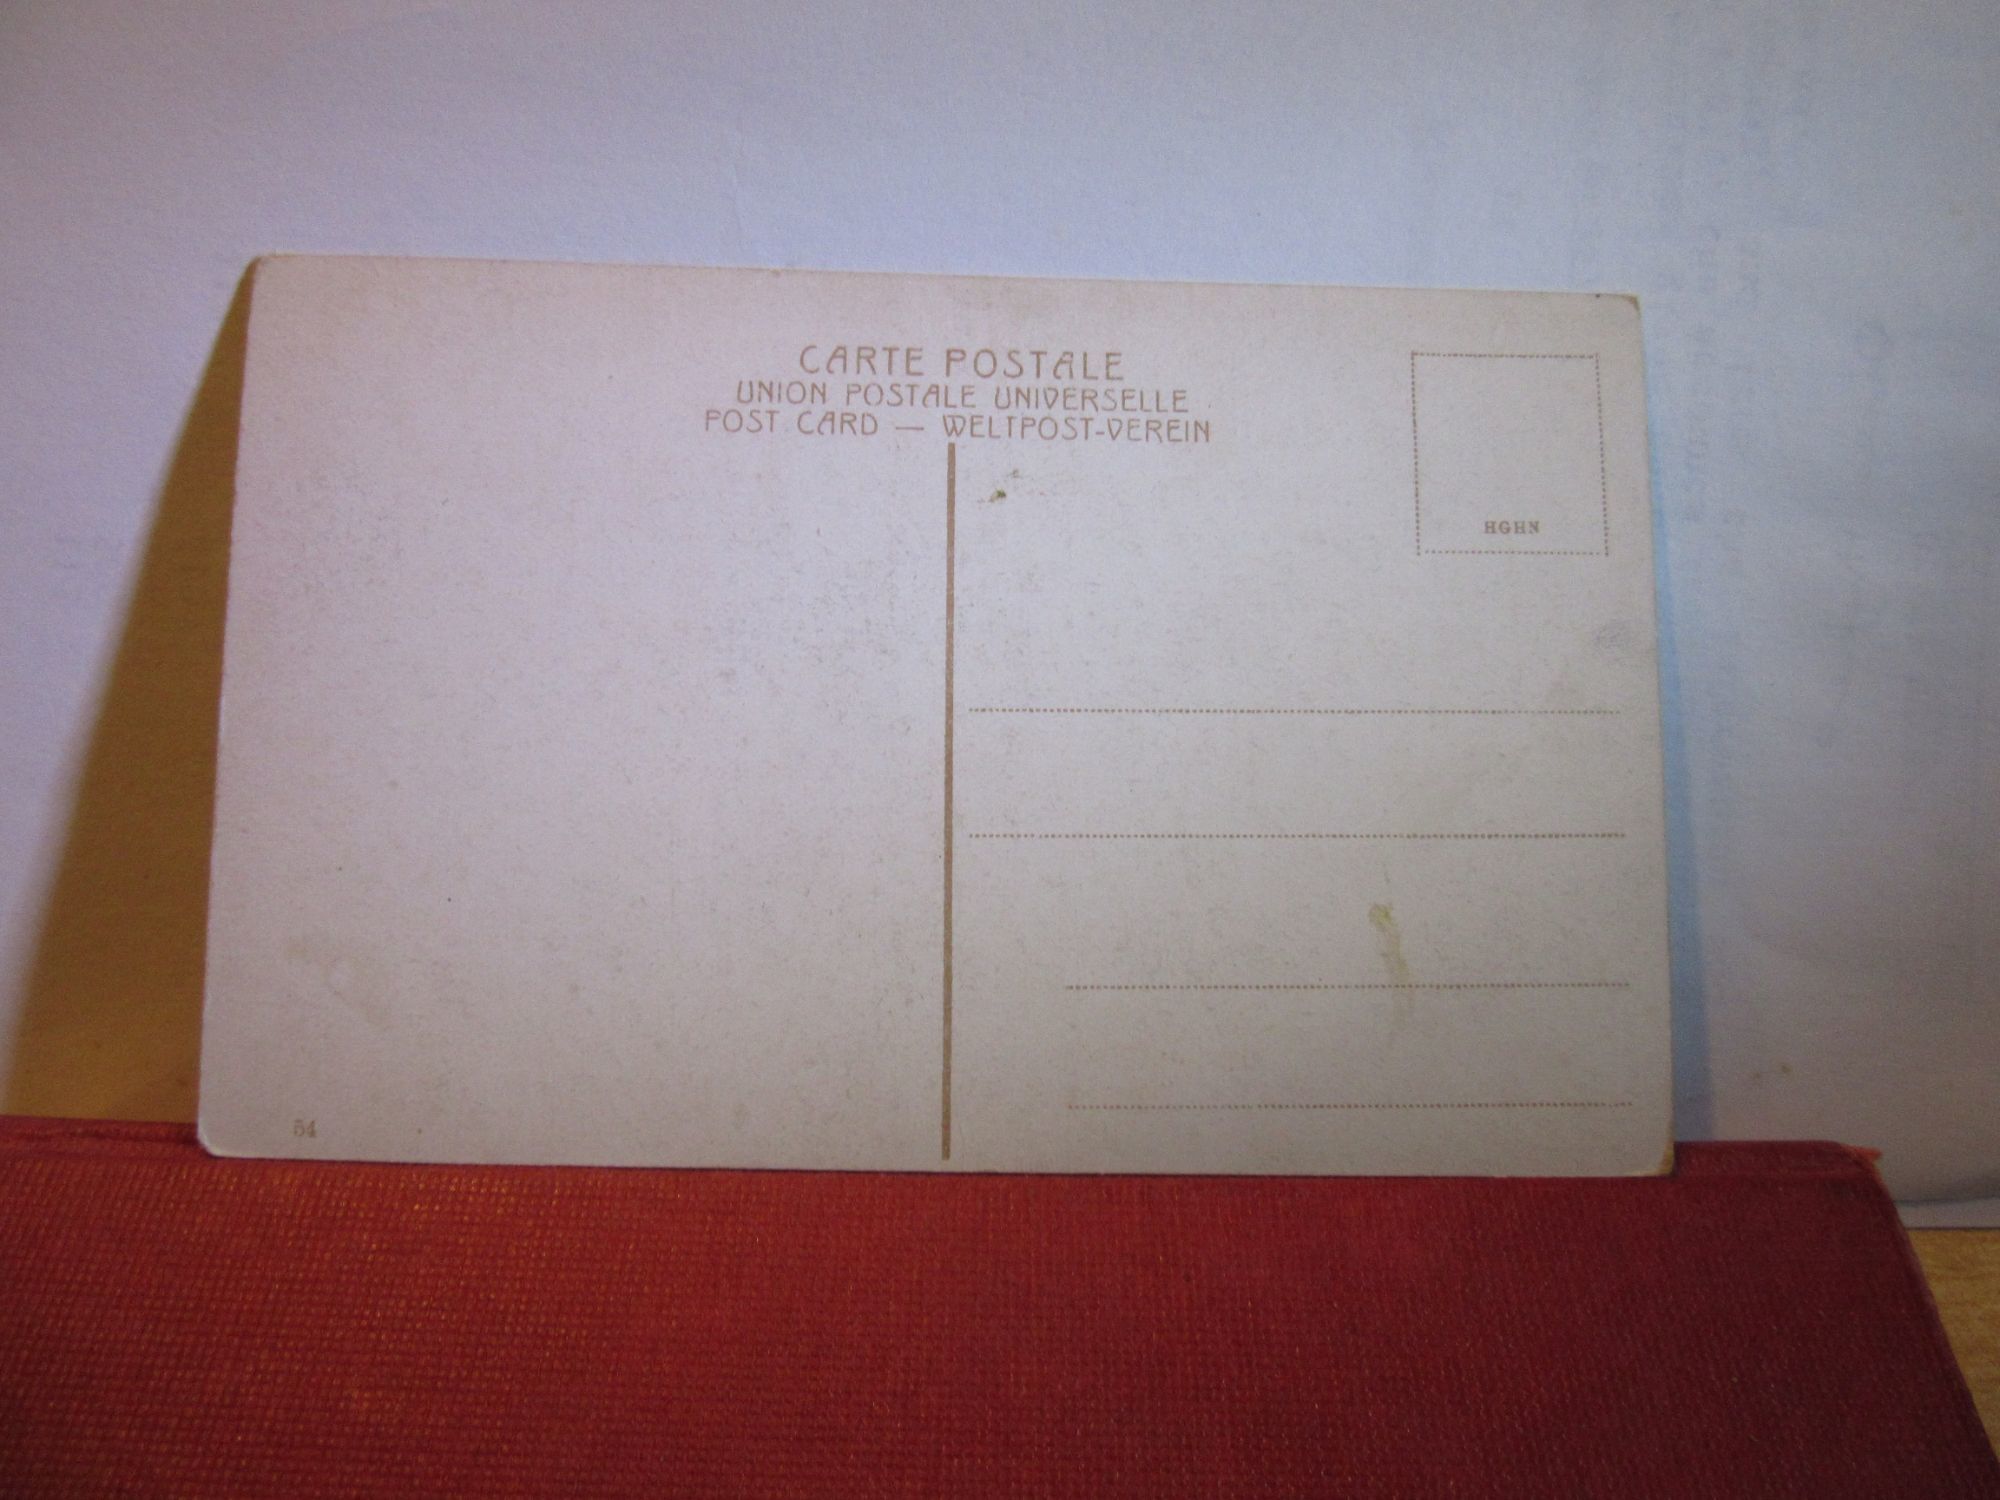 CARTE POSTALE
UNION POSTALE UNIVERSELLE
POST CARD — WELTPOST-VEREIN
HGHN
54